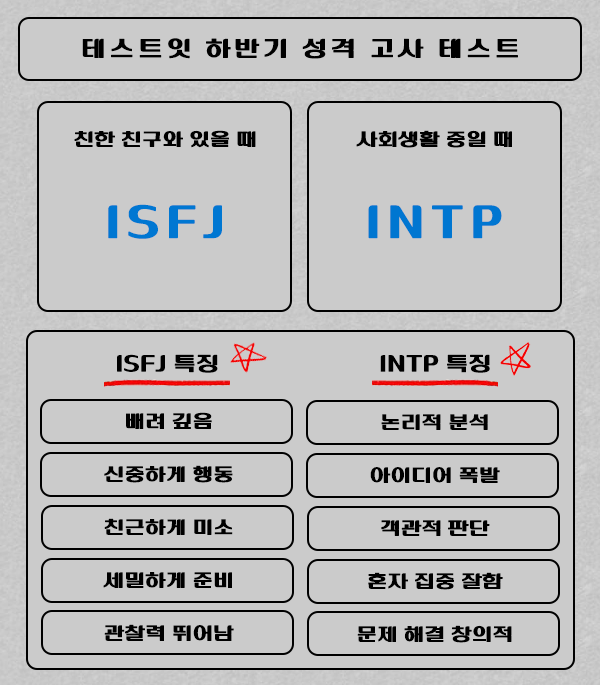 테스트잇 하반기 성격 고사 테스트
친한 친구와 있을 때
ISFJ
사회생활 중일 때
INTP
ISFJ 특징
배려 깊음
신중하게 행동
친근하게 미소
세밀하게 준비
관찰력 뛰어남
INTP 특징
논리적 분석
아이디어 폭발
객관적 판단
혼자 집중 잘함
문제 해결 창의적